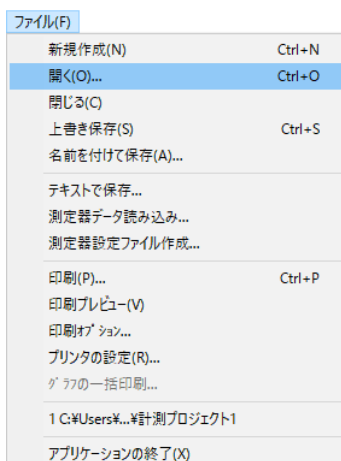 ファイル(F)
新規作成(N) Ctrl+N
開く(O)... Ctrl+O
閉じる(C)
上書き保存(S) Ctrl+S
名前を付けて保存(A)...
テキストで保存...
測定器データ読み込み...
測定器設定ファイル作成...
印刷(P)... Ctrl+P
印刷プレビュー(V)
印刷ｵﾌﾟｼｮﾝ...
プリンタの設定(R)...
ｸﾞﾗﾌの一括印刷...
1 C:¥Users¥...¥計測プロジェクト1
アプリケーションの終了(X)